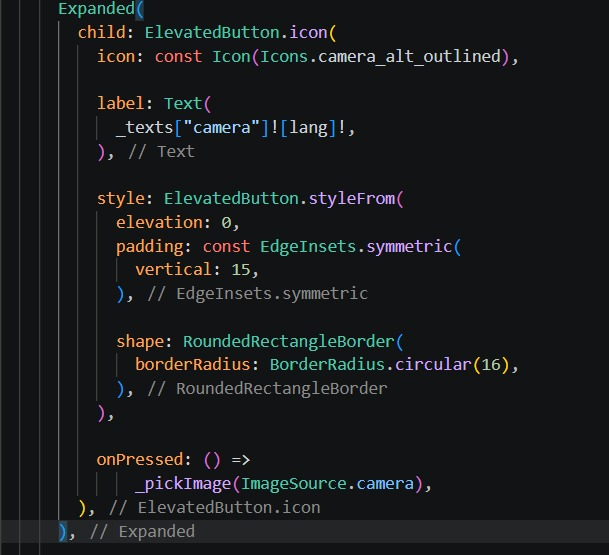 Expanded(
child: ElevatedButton.icon(
icon: const Icon(Icons.camera_alt_outlined),
label: Text(
_texts["camera"]![lang]!,
), // Text
style: ElevatedButton.styleFrom(
elevation: 0,
padding: const EdgeInsets.symmetric(
vertical: 15,
), // EdgeInsets.symmetric
shape: RoundedRectangleBorder(
borderRadius: BorderRadius.circular(16),
), // RoundedRectangleBorder
),
onPressed: () =>
_pickImage(ImageSource.camera),
), // ElevatedButton.icon
), // Expanded